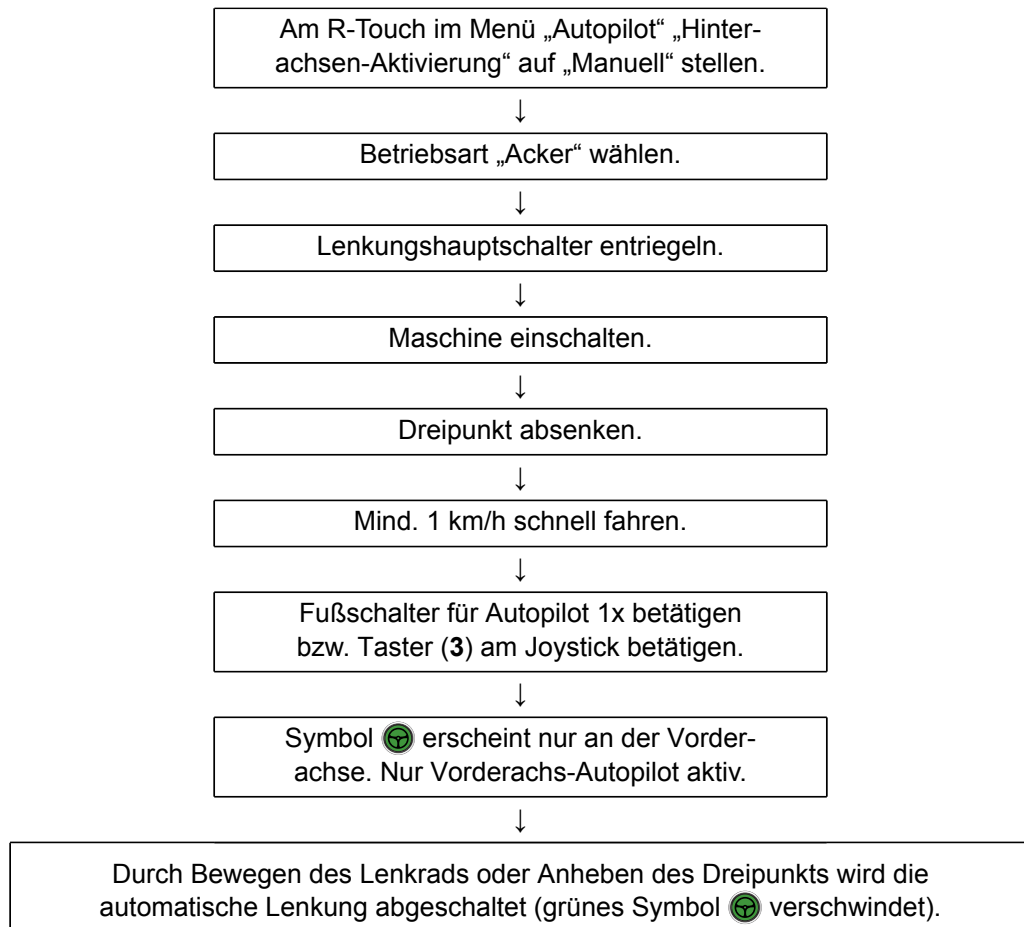 Am R-Touch im Menü „Autopilot“ „Hinter-
achsen-Aktivierung“ auf „Manuell“ stellen.
↓
Betriebsart „Acker“ wählen.
↓
Lenkungshauptschalter entriegeln.
↓
Maschine einschalten.
↓
Dreipunkt absenken.
↓
Mind. 1 km/h schnell fahren.
↓
Fußschalter für Autopilot 1x betätigen
bzw. Taster (3) am Joystick betätigen.
↓
Symbol erscheint nur an der Vorder-
achse. Nur Vorderachs-Autopilot aktiv.
↓
Durch Bewegen des Lenkrads oder Anheben des Dreipunkts wird die
automatische Lenkung abgeschaltet (grünes Symbol verschwindet).